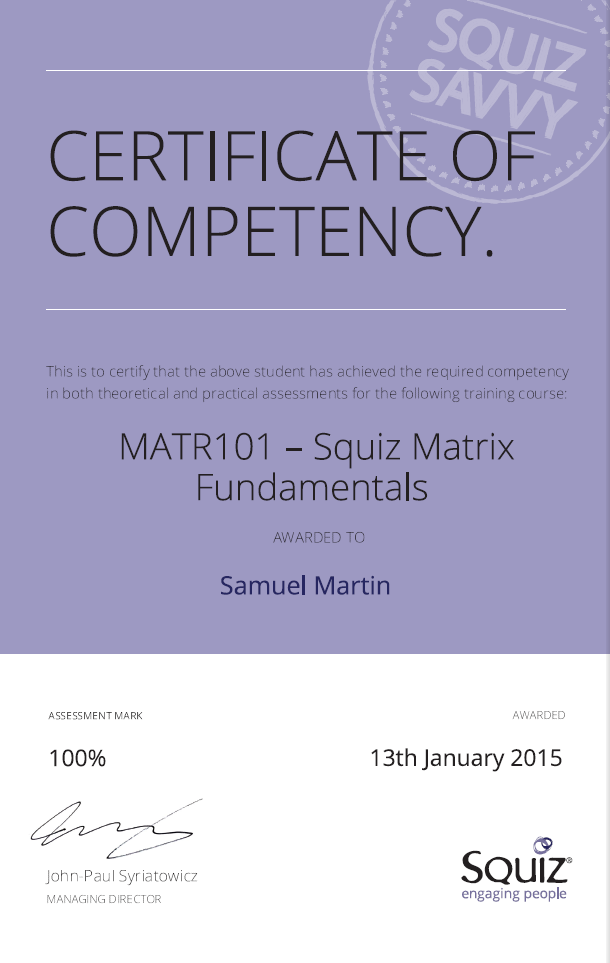 SQUIZ
SAVVY
CERTIFICATE OF
COMPETENCY.
This is to certify that the above student has achieved the required competency
in both theoretical and practical assessments for the following training course:
MATR101 – Squiz Matrix
Fundamentals
AWARDED TO
Samuel Martin
ASSESSMENT MARK
AWARDED
100%
13th January 2015
John-Paul Syriatowicz
MANAGING DIRECTOR
Squiz®
engaging people